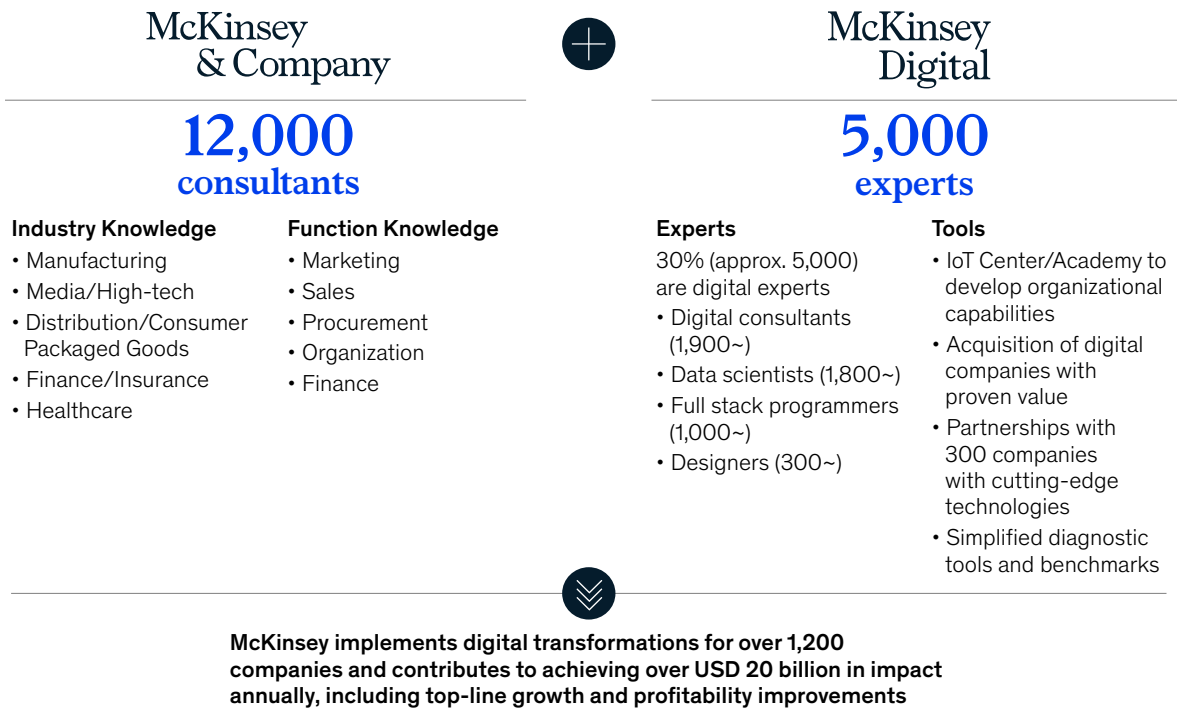 McKinsey
& Company
McKinsey
Digital
12,000
consultants
5,000
experts
Industry Knowledge
• Manufacturing
• Media/High-tech
• Distribution/Consumer
Packaged Goods
• Finance/Insurance
• Healthcare
Function Knowledge
• Marketing
• Sales
• Procurement
• Organization
• Finance
Experts
30% (approx. 5,000)
are digital experts
• Digital consultants
(1,900~)
• Data scientists (1,800~)
• Full stack programmers
(1,000~)
• Designers (300~)
Tools
• IoT Center/Academy to
develop organizational
capabilities
• Acquisition of digital
companies with
proven value
• Partnerships with
300 companies
with cutting-edge
technologies
• Simplified diagnostic
tools and benchmarks
McKinsey implements digital transformations for over 1,200
companies and contributes to achieving over USD 20 billion in impact
annually, including top-line growth and profitability improvements